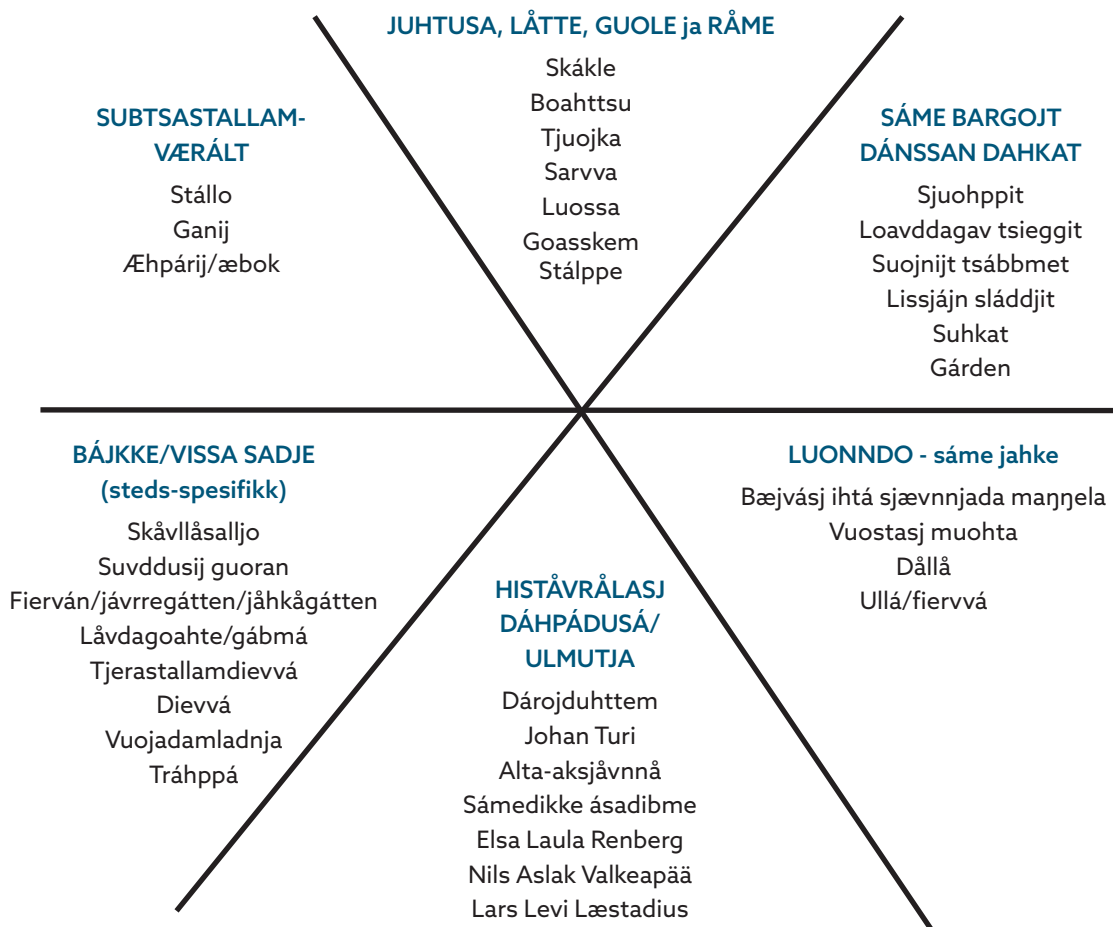 JUHTUSA, LÅTTE, GUOLE ja RÅME
Skákle
Boahttsu
Tjuojka
Sarvva
Luossa
Goasskem
Stálppe
SUBTSASTALLAM-
VÆRÁLT
Stállo
Ganij
Æhpárij/æbok
SÁME BARGOJT
DÁNSSAN DAHKAT
Sjuohppit
Loavddagav tsieggit
Suojnijt tsábbmet
Lissjájn sláddjit
Suhkat
Gárden
BÁJKKE/VISSA SADJE
(steds-spesifikk)
Skåvllåsalljo
Suvddusij guoran
Fierván/jávrregátten/jåhkågátten
Låvdagoahte/gábmá
Tjerastallamdievvá
Dievvá
Vuojadamladnja
Tráhppá
HISTÅVRÅLASJ
DÁHPÁDUSÁ/
ULMUTJA
Dárojduhttem
Johan Turi
Alta-aksjåvnnå
Sámedikke ásadibme
Elsa Laula Renberg
Nils Aslak Valkeapää
Lars Levi Læstadius
LUONNDO - sáme jahke
Bæjvásj ihtá sjævnnjada maŋŋela
Vuostasj muohta
Dållå
Ullá/fiervvá